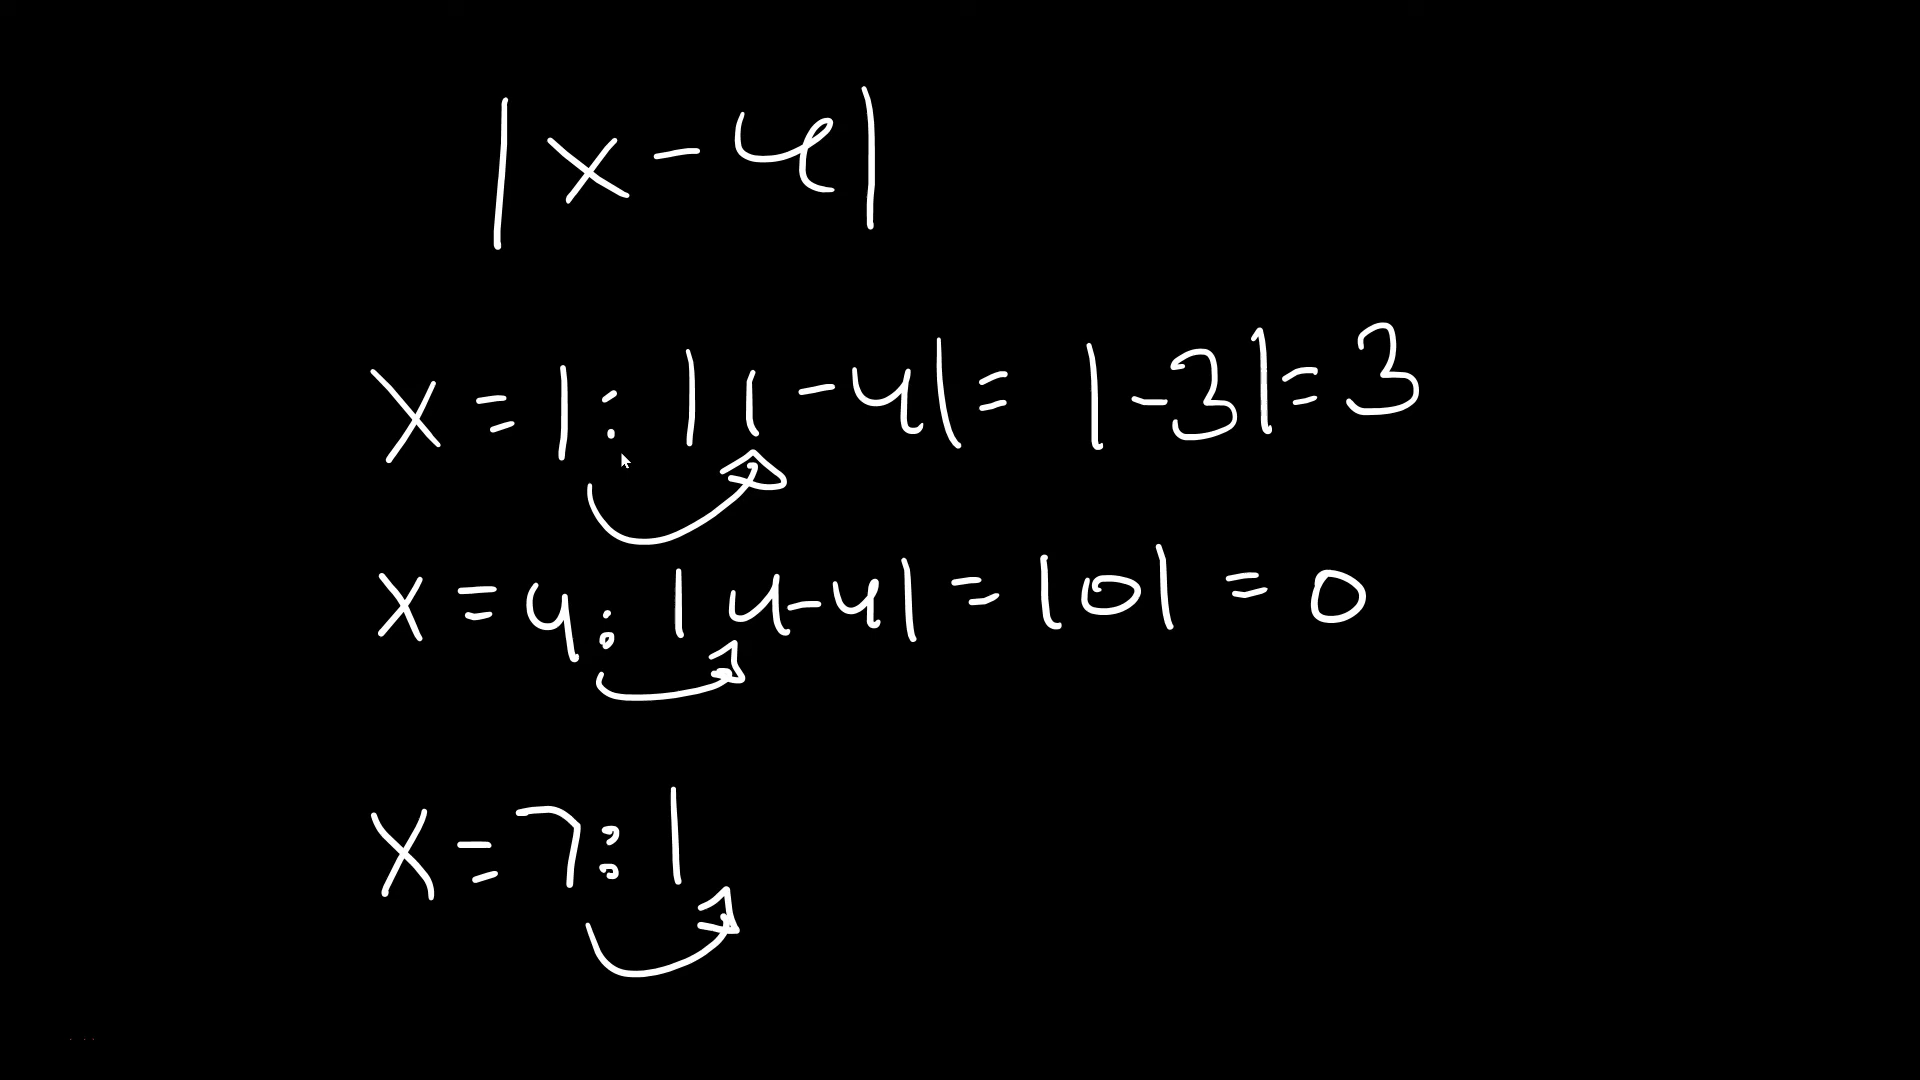 |x-4|
x=1: |1-4|= |-3|=3
x=4: |4-4| = |0| = 0
x=7: |